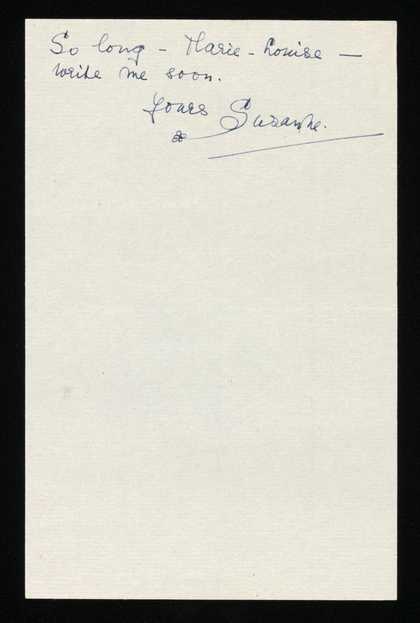 So long - Marie-Louise —
write me soon.
Yours Suzanne.